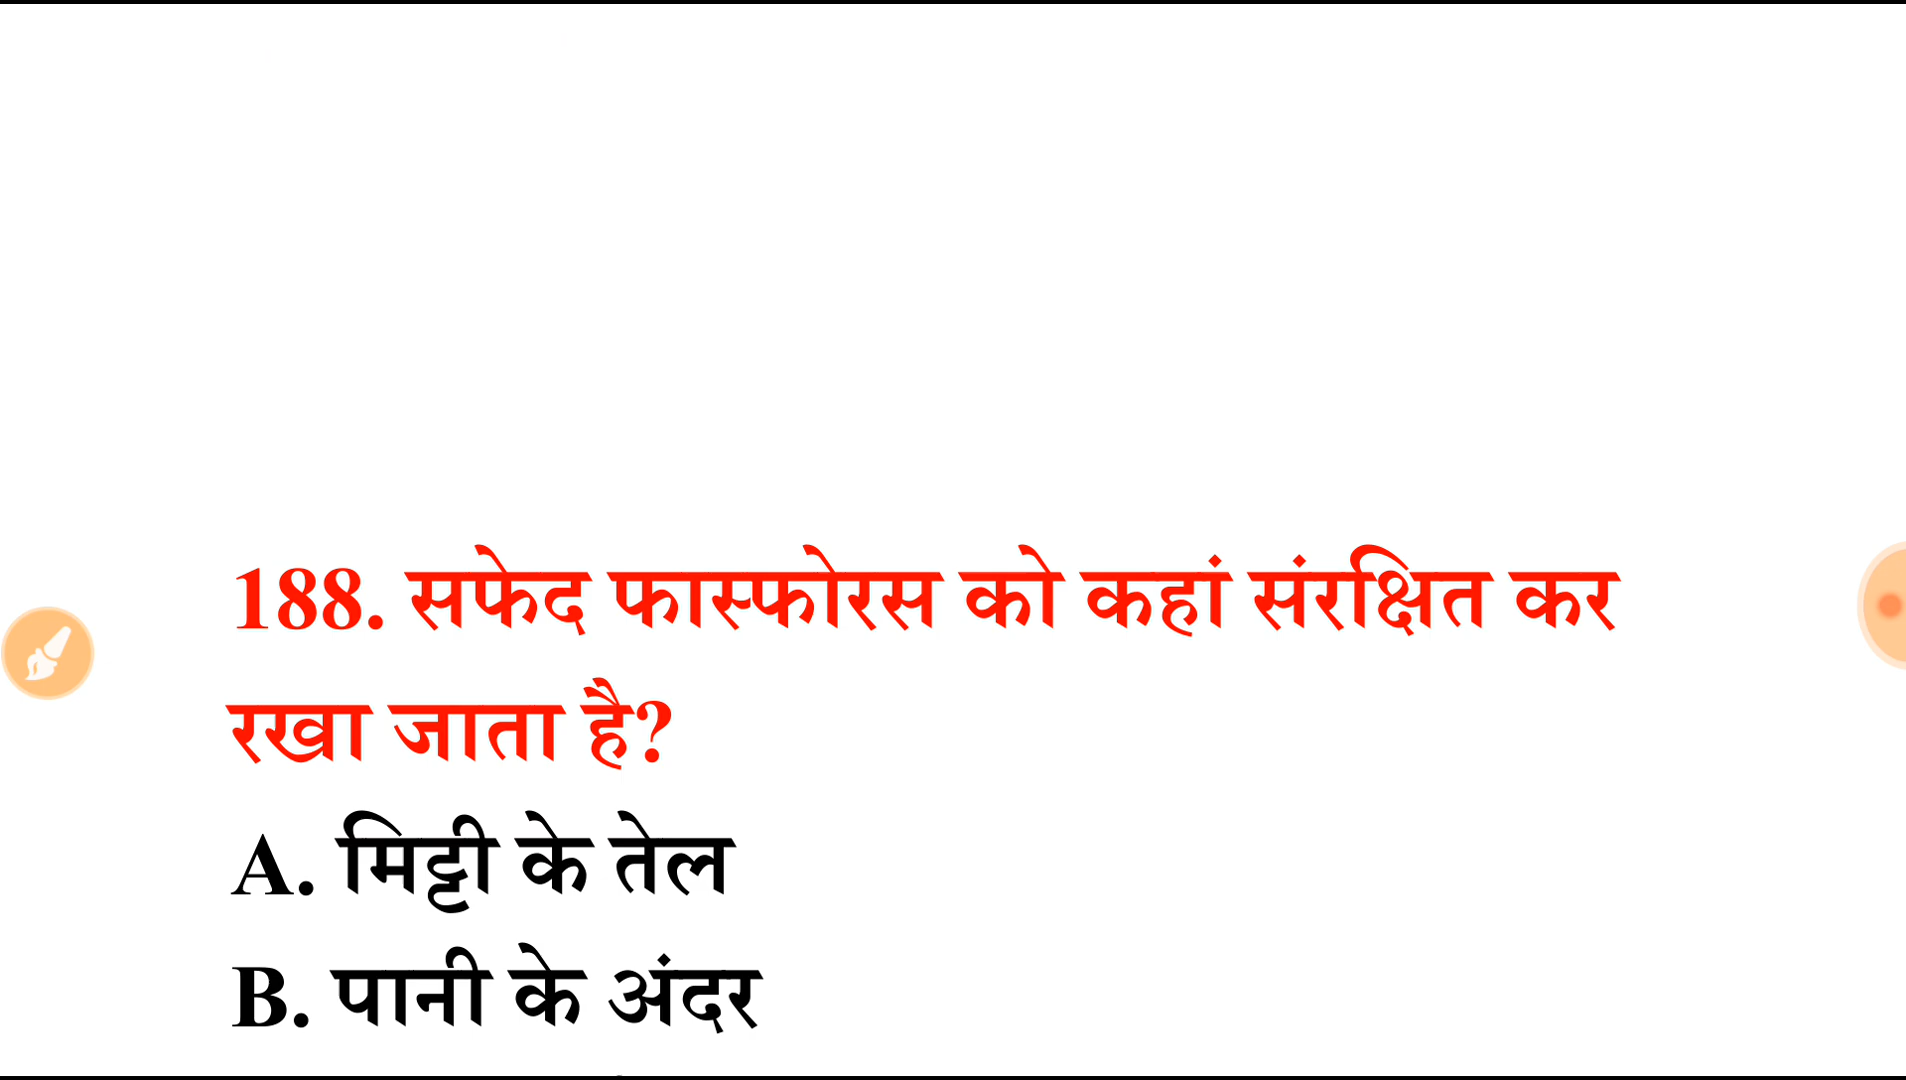 188. सफेद फास्फोरस को कहां संरक्षित कर
रखा जाता है?
A. मिट्टी के तेल
B. पानी के अंदर